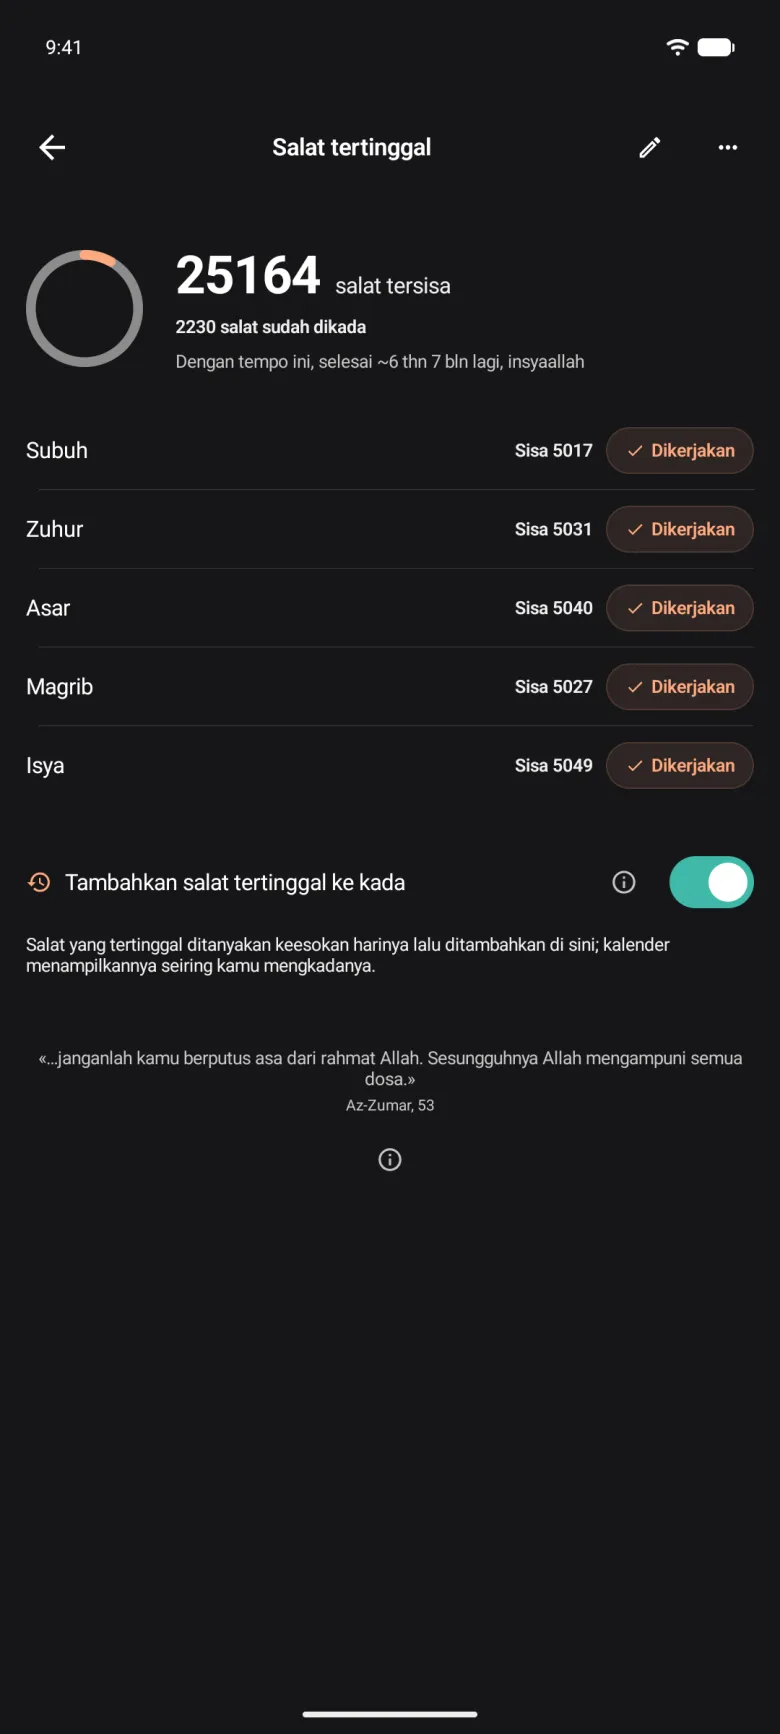 9:41
Salat tertinggal
25164 salat tersisa
2230 salat sudah dikada
Dengan tempo ini, selesai ~6 thn 7 bln lagi, insyaallah
Subuh Sisa 5017 Dikerjakan
Zuhur Sisa 5031 Dikerjakan
Asar Sisa 5040 Dikerjakan
Magrib Sisa 5027 Dikerjakan
Isya Sisa 5049 Dikerjakan
Tambahkan salat tertinggal ke kada
Salat yang tertinggal ditanyakan keesokan harinya lalu ditambahkan di sini; kalender
menampilkannya seiring kamu mengkadanya.
«…janganlah kamu berputus asa dari rahmat Allah. Sesungguhnya Allah mengampuni semua
dosa.»
Az-Zumar, 53